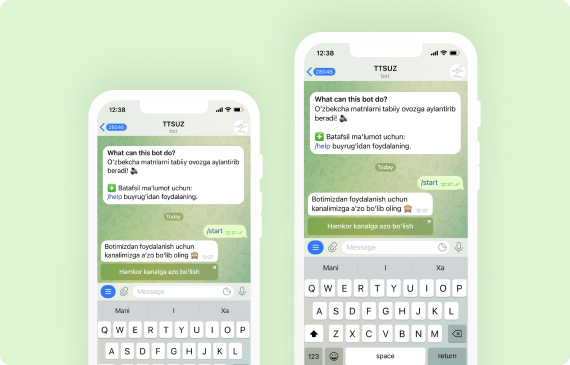 12:38
28046
TTSUZ
bot
What can this bot do?
O'zbekcha matnlarni tabiiy ovozga aylantirib
beradi! 🔈
➕ Batafsil ma'lumot uchun:
/help buyrug'idan foydalaning.
Today
/start 12:37
Botimizdan foydalanish uchun
kanalimizga a'zo bo'lib oling 🙈 12:37
Hamkor kanalga azo bo'lish
Message
Mani I Xa
Q W E R T Y U I O P
A S D F G H J K L
12:38
28046
TTSUZ
bot
What can this bot do?
O'zbekcha matnlarni tabiiy ovozga aylantirib
beradi! 🔈
➕ Batafsil ma'lumot uchun:
/help buyrug'idan foydalaning.
Today
/start 12:37
Botimizdan foydalanish uchun
kanalimizga a'zo bo'lib oling 🙈 12:37
Hamkor kanalga azo bo'lish
Message
Mani I Xa
Q W E R T Y U I O P
A S D F G H J K L
Z X C V B N M
123 space return